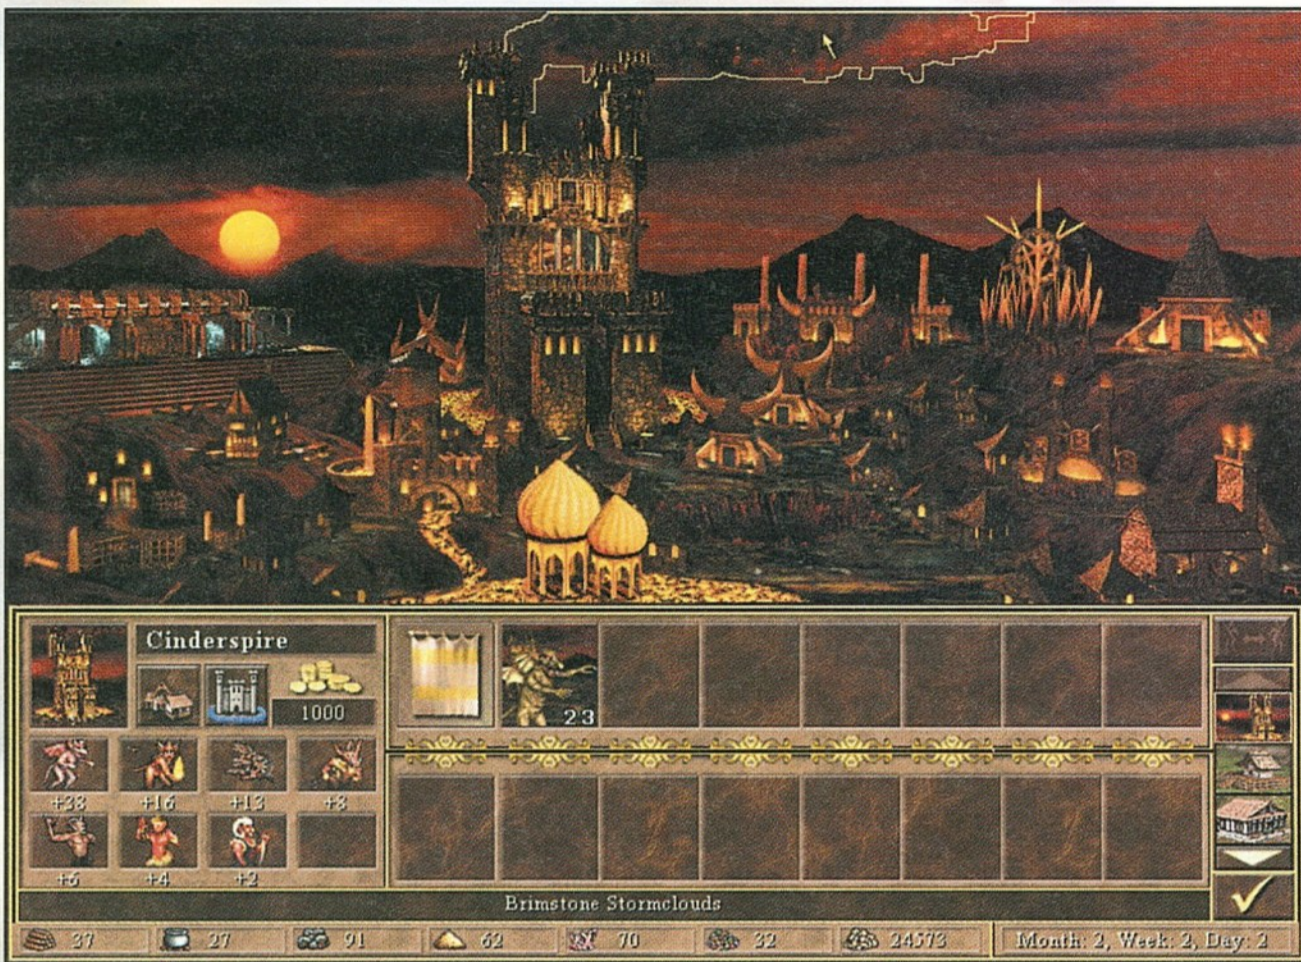 Cinderspire
1000
23
+38 +16 +13 +8
+6 +4 +2
Brimstone Stormclouds
37 27 91 62 70 32 24573 Month: 2, Week: 2, Day: 2